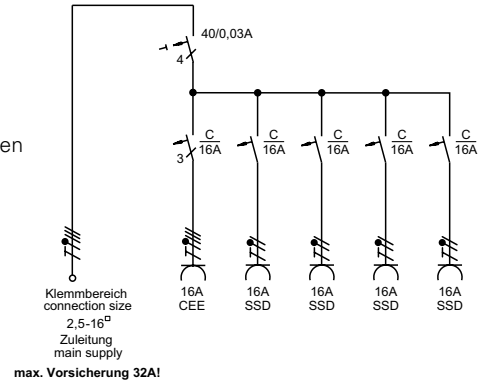 40/0,03A
4
en
C C C C C
16A 16A 16A 16A 16A
3
16A 16A 16A 16A 16A
CEE SSD SSD SSD SSD
Klemmbereich
connection size
2,5-16□
Zuleitung
main supply
max. Vorsicherung 32A!